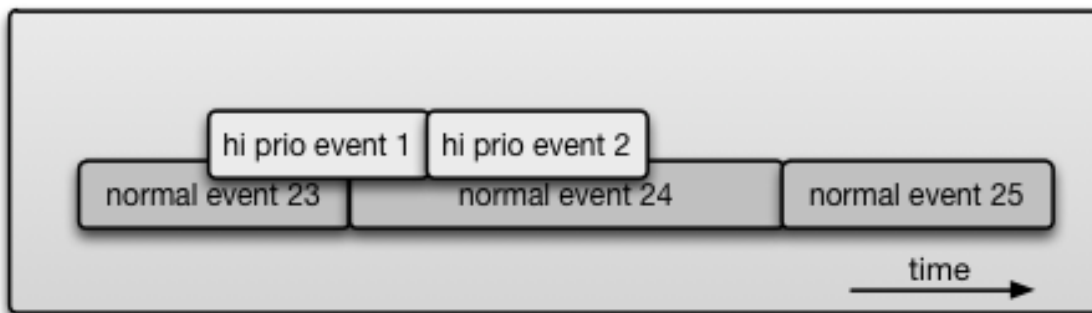 hi prio event 1
hi prio event 2
normal event 23
normal event 24
normal event 25
time